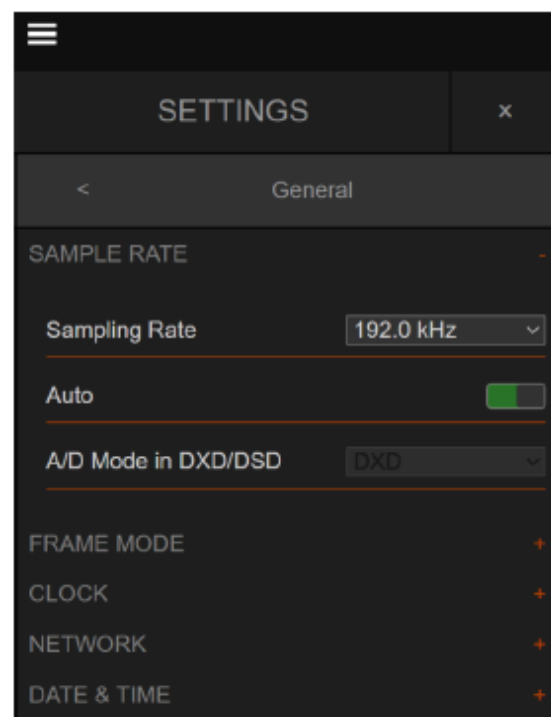 SETTINGS x
< General
SAMPLE RATE -
Sampling Rate 192.0 kHz
Auto
A/D Mode in DXD/DSD DXD
FRAME MODE +
CLOCK +
NETWORK +
DATE & TIME +